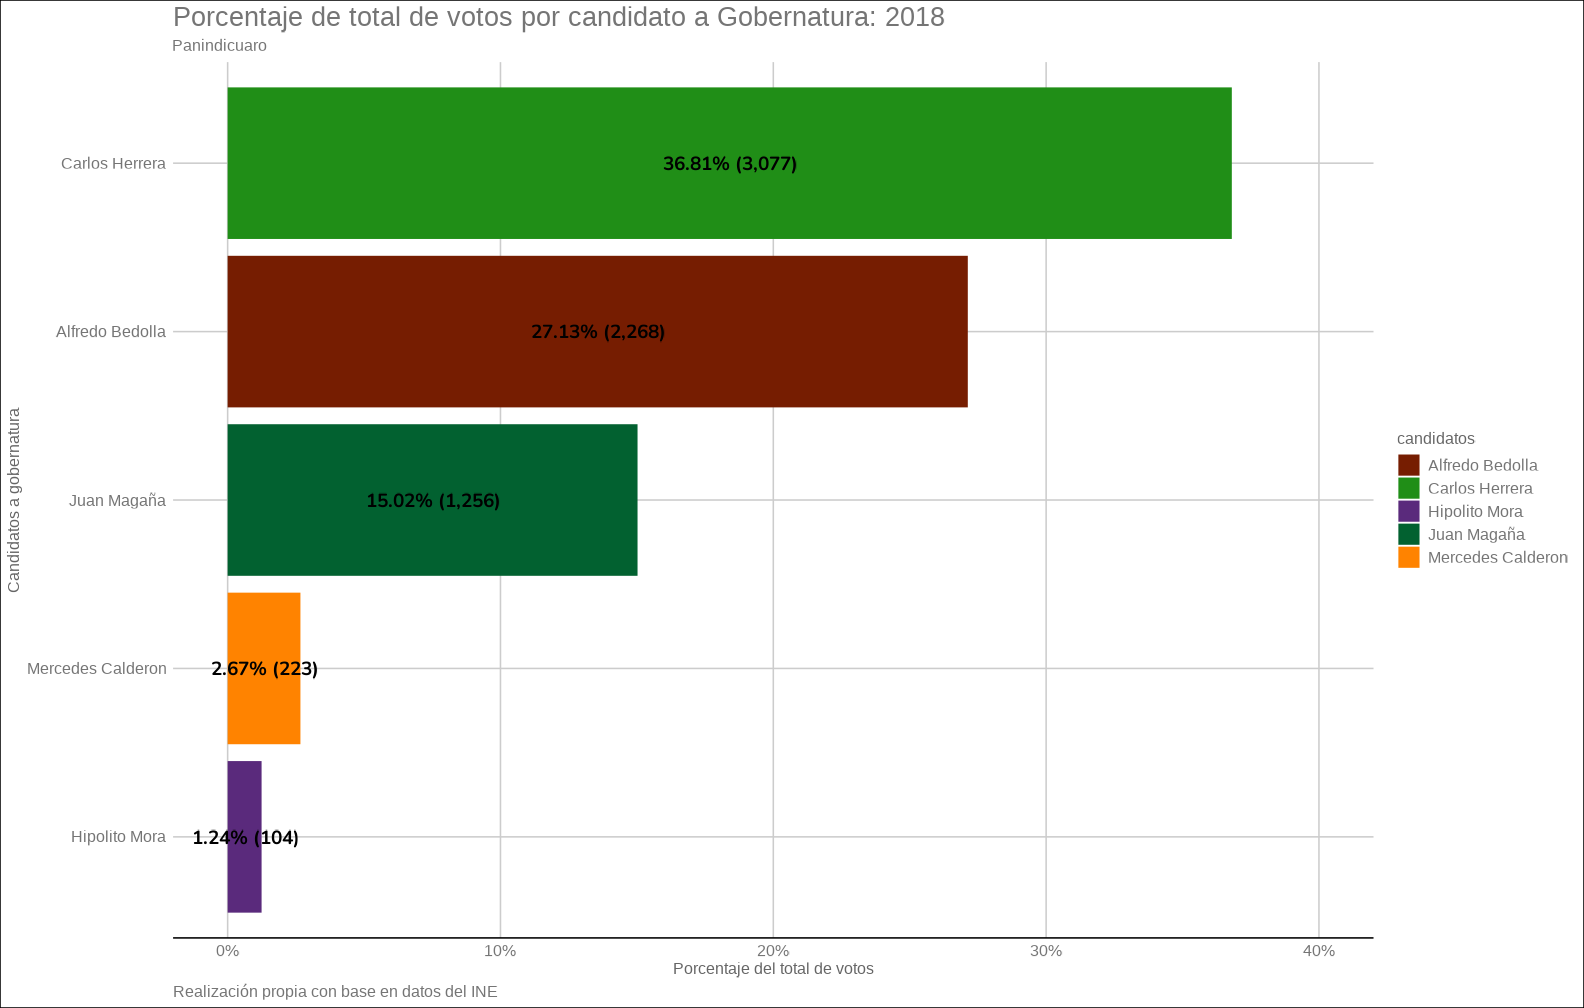 Porcentaje de total de votos por candidato a Gobernatura: 2018
Panindicuaro
Candidatos a gobernatura
Carlos Herrera
36.81% (3,077)
Alfredo Bedolla
27.13% (2,268)
Juan Magaña
15.02% (1,256)
Mercedes Calderon
2.67% (223)
Hipolito Mora
1.24% (104)
0% 10% 20% 30% 40%
Porcentaje del total de votos
Realización propia con base en datos del INE
candidatos
Alfredo Bedolla
Carlos Herrera
Hipolito Mora
Juan Magaña
Mercedes Calderon